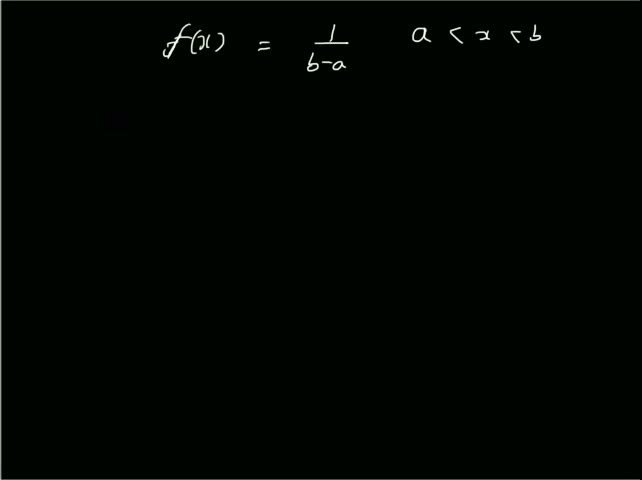 f(x) = 1/(b-a) a < x < b